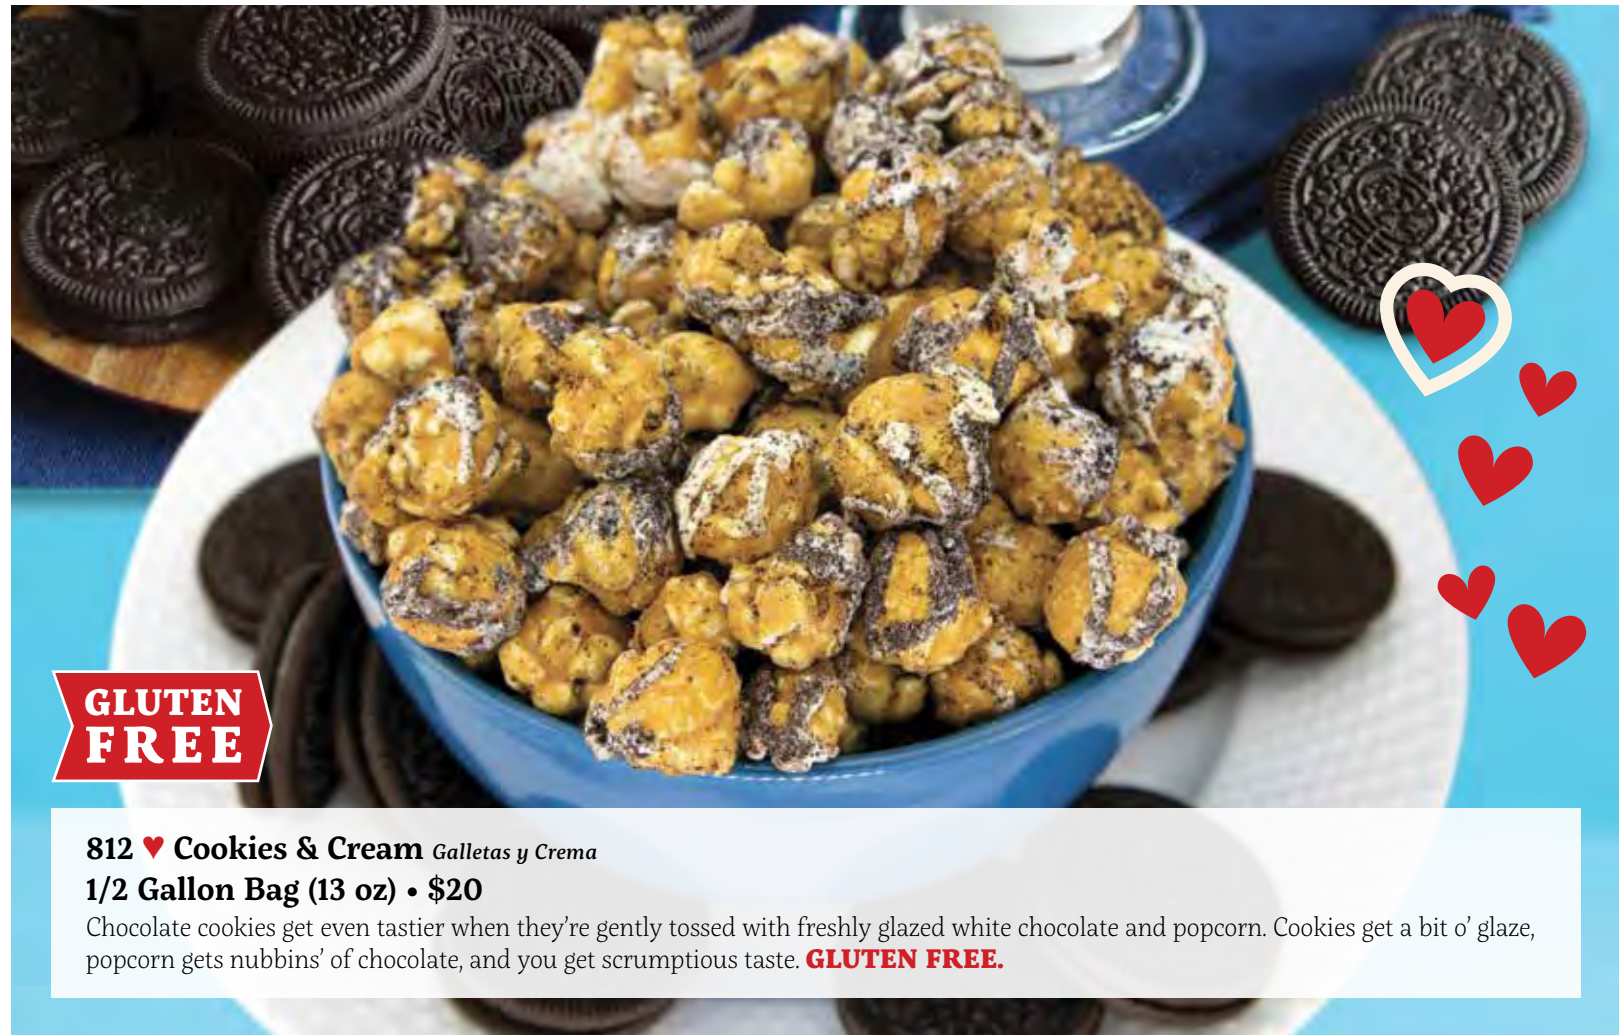 GLUTEN
FREE
812 ♥ Cookies & Cream Galletas y Crema
1/2 Gallon Bag (13 oz) • $20
Chocolate cookies get even tastier when they’re gently tossed with freshly glazed white chocolate and popcorn. Cookies get a bit o’ glaze,
popcorn gets nubbins’ of chocolate, and you get scrumptious taste. GLUTEN FREE.